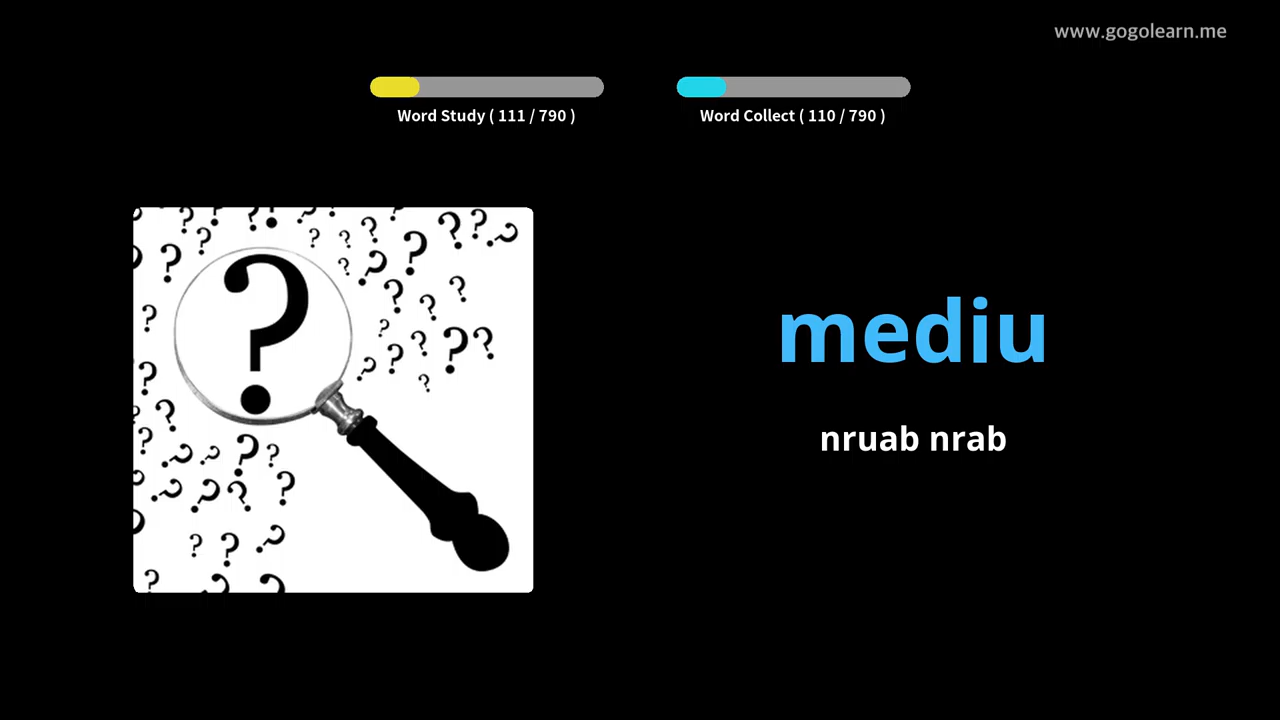 www.gogolearn.me
Word Study ( 111 / 790 )
Word Collect ( 110 / 790 )
mediu
nruab nrab